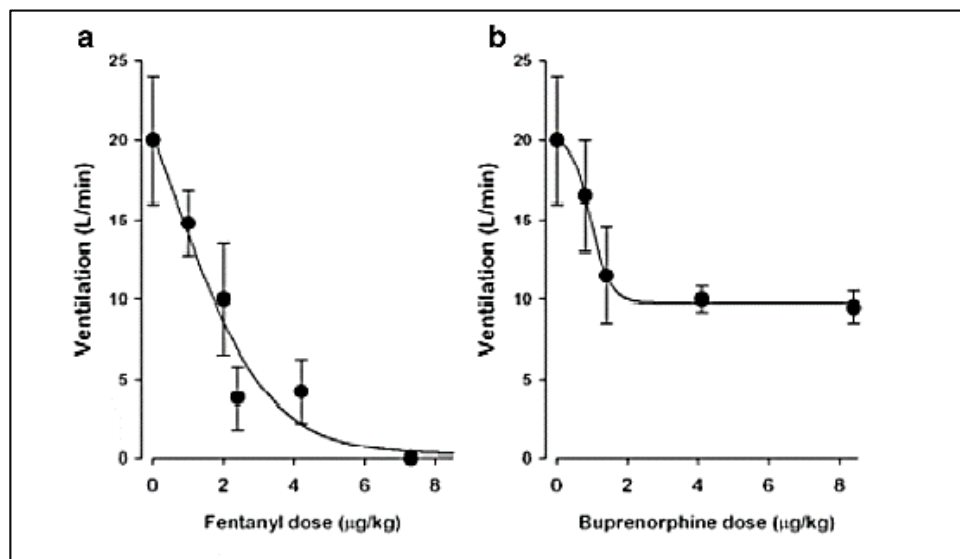 a
25
20
15
10
5
0
Ventilation (L/min)
0 2 4 6 8
Fentanyl dose (µg/kg)
b
25
20
15
10
5
0
Ventilation (L/min)
0 2 4 6 8
Buprenorphine dose (µg/kg)